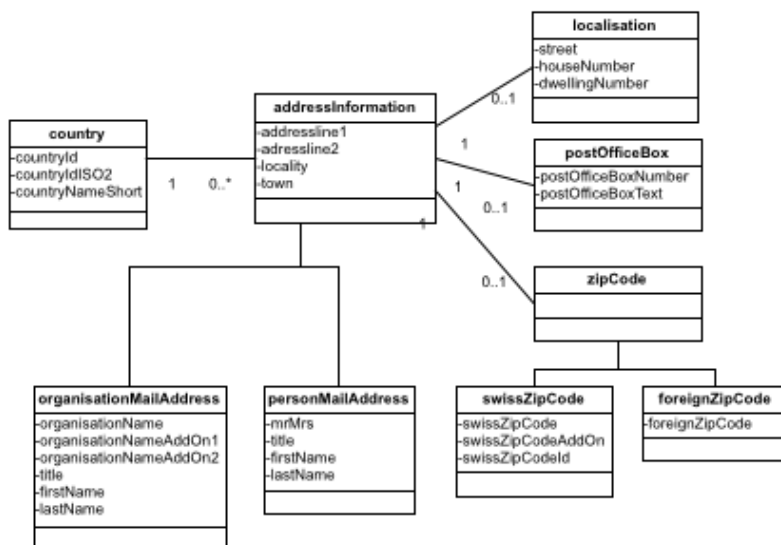 localisation
-street
-houseNumber
-dwellingNumber
0..1
addressInformation
-addressline1
-adressline2
-locality
-town
country
-countryId
-countryIdISO2
-countryNameShort
1
0..*
1
postOfficeBox
-postOfficeBoxNumber
-postOfficeBoxText
1
0..1
1
zipCode
0..1
organisationMailAddress
-organisationName
-organisationNameAddOn1
-organisationNameAddOn2
-title
-firstName
-lastName
personMailAddress
-mrMrs
-title
-firstName
-lastName
swissZipCode
-swissZipCode
-swissZipCodeAddOn
-swissZipCodeId
foreignZipCode
-foreignZipCode